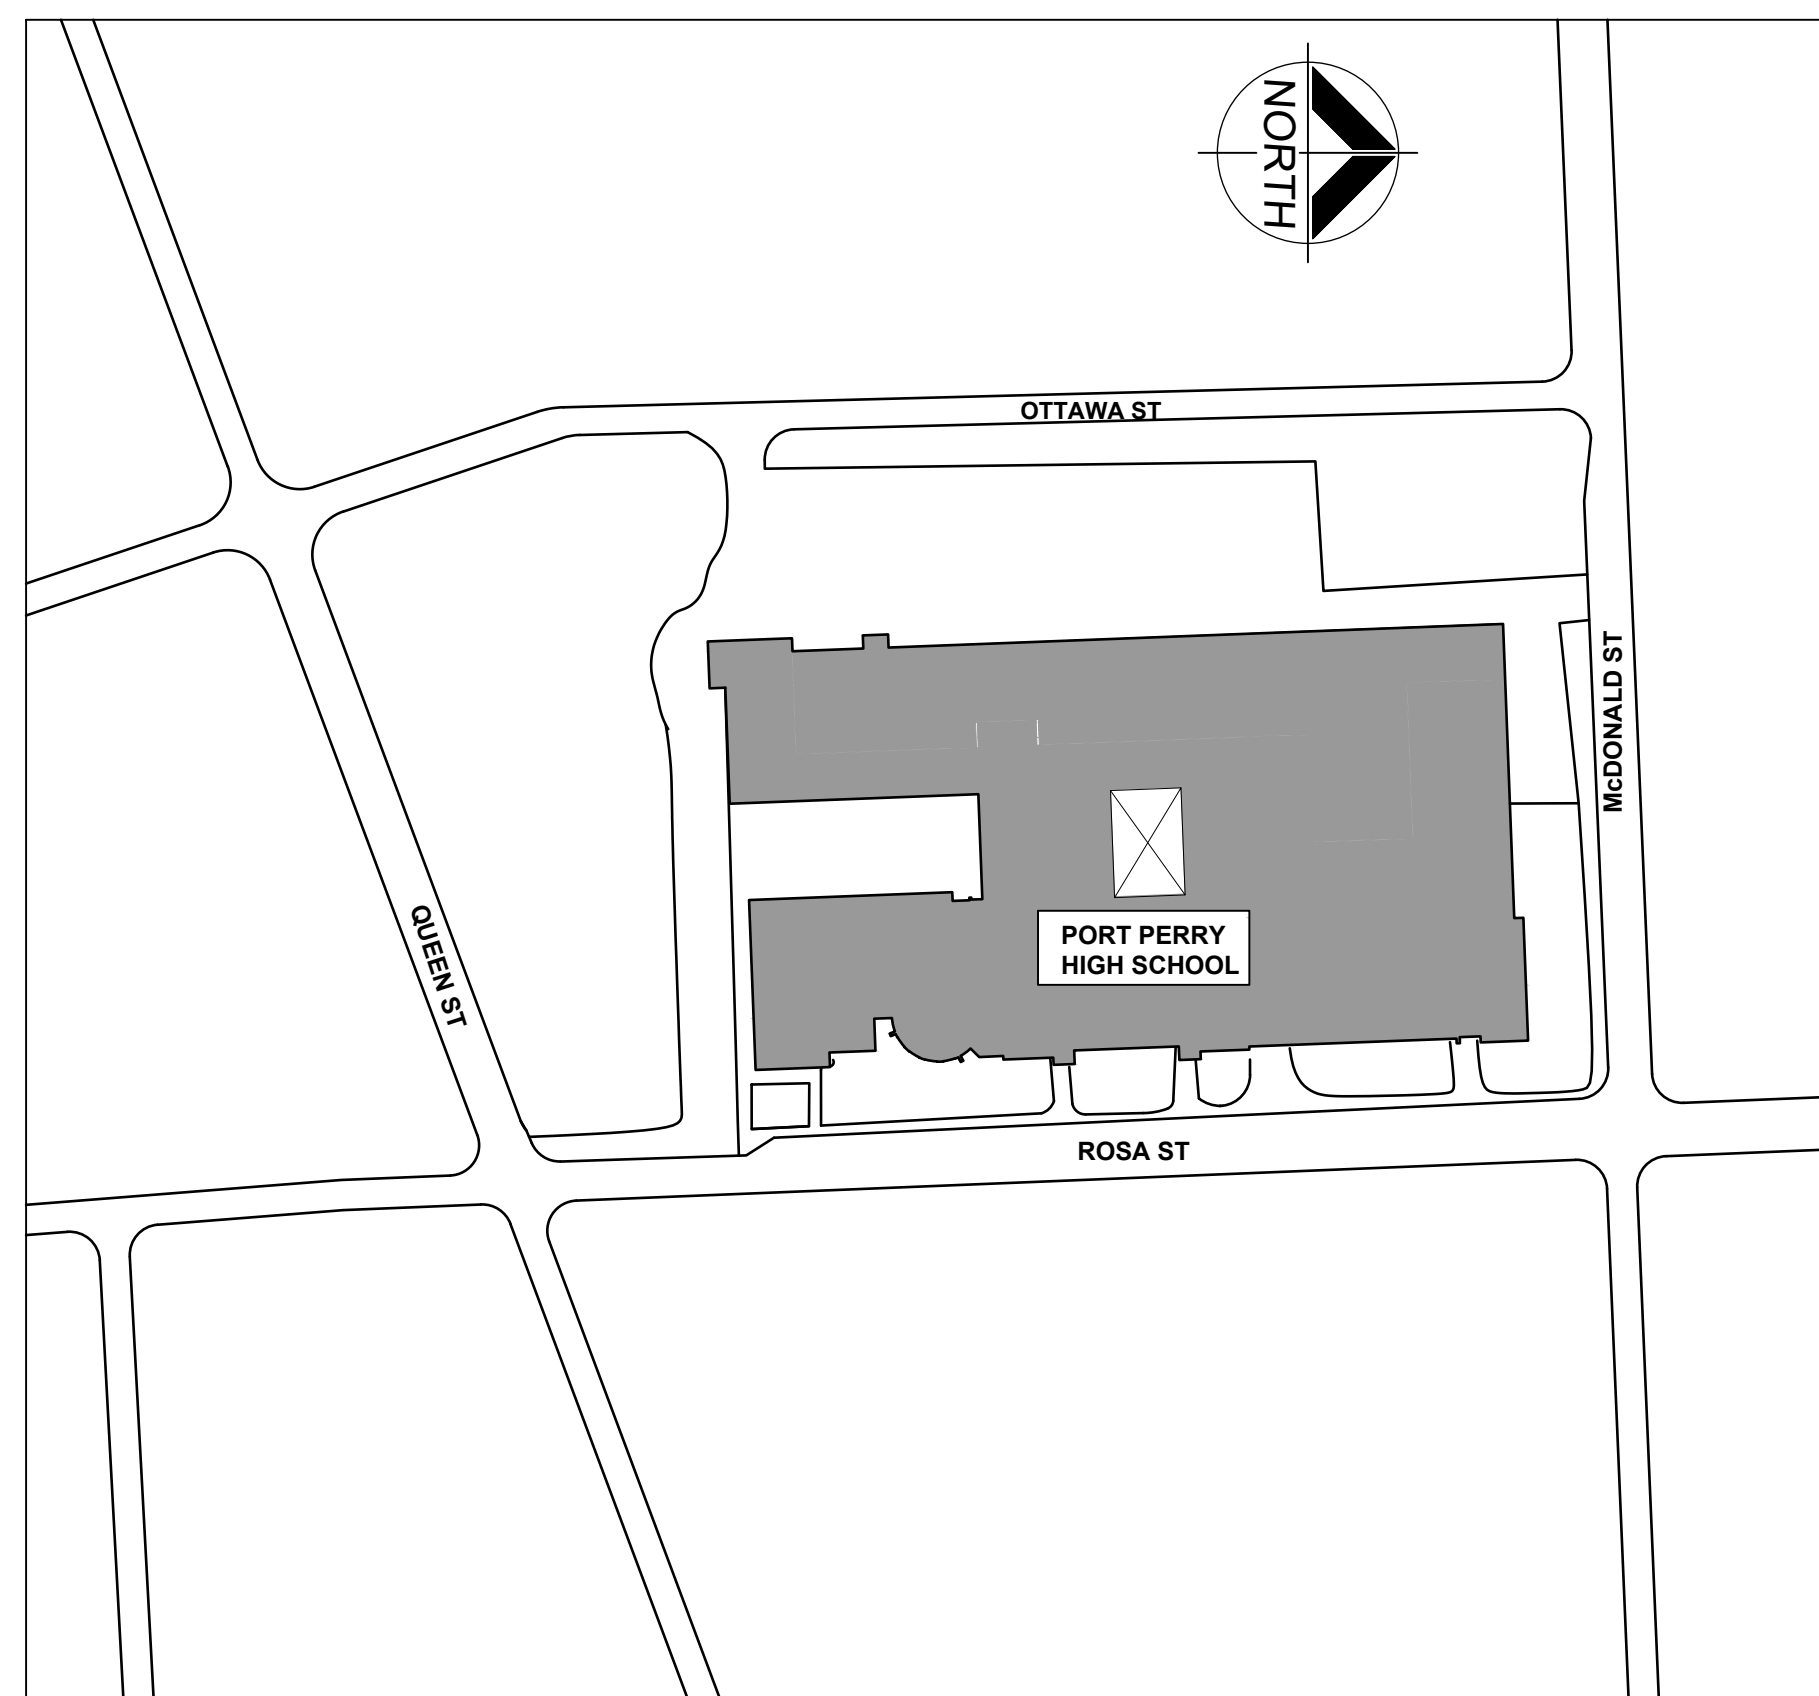 NORTH
OTTAWA ST
McDONALD ST
QUEEN ST
PORT PERRY
HIGH SCHOOL
ROSA ST